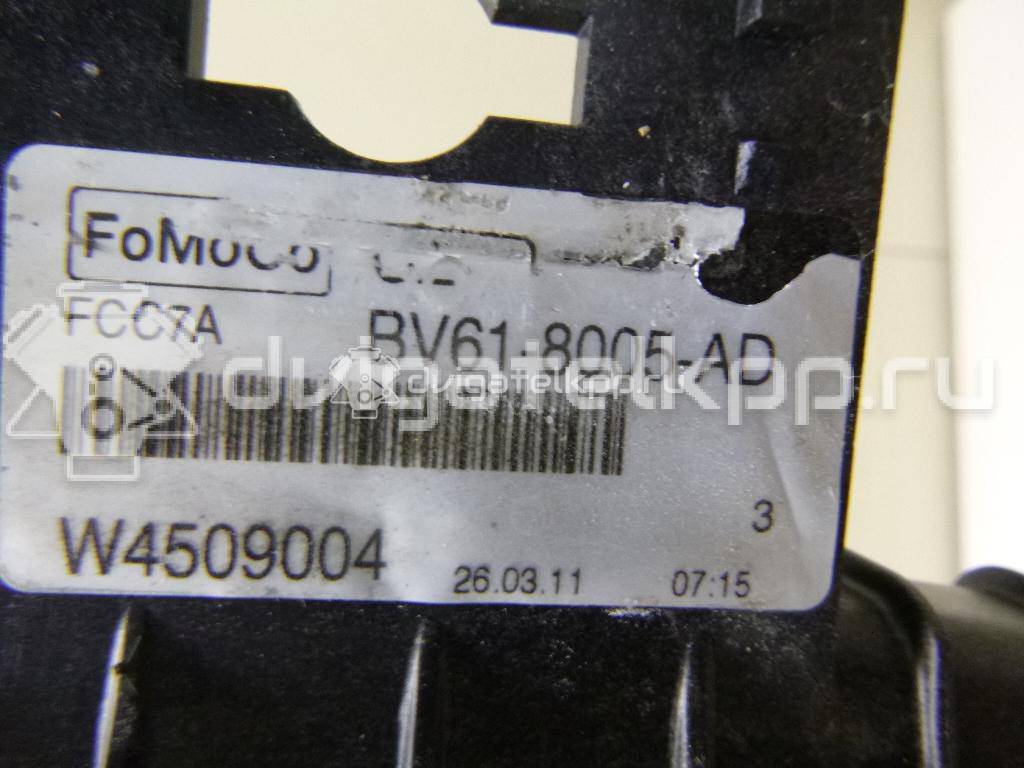 FoMoCo
FCC7A BV61-8005-AD
dvigatelkpp.ru
W4509004
3
26.03.11 07:15